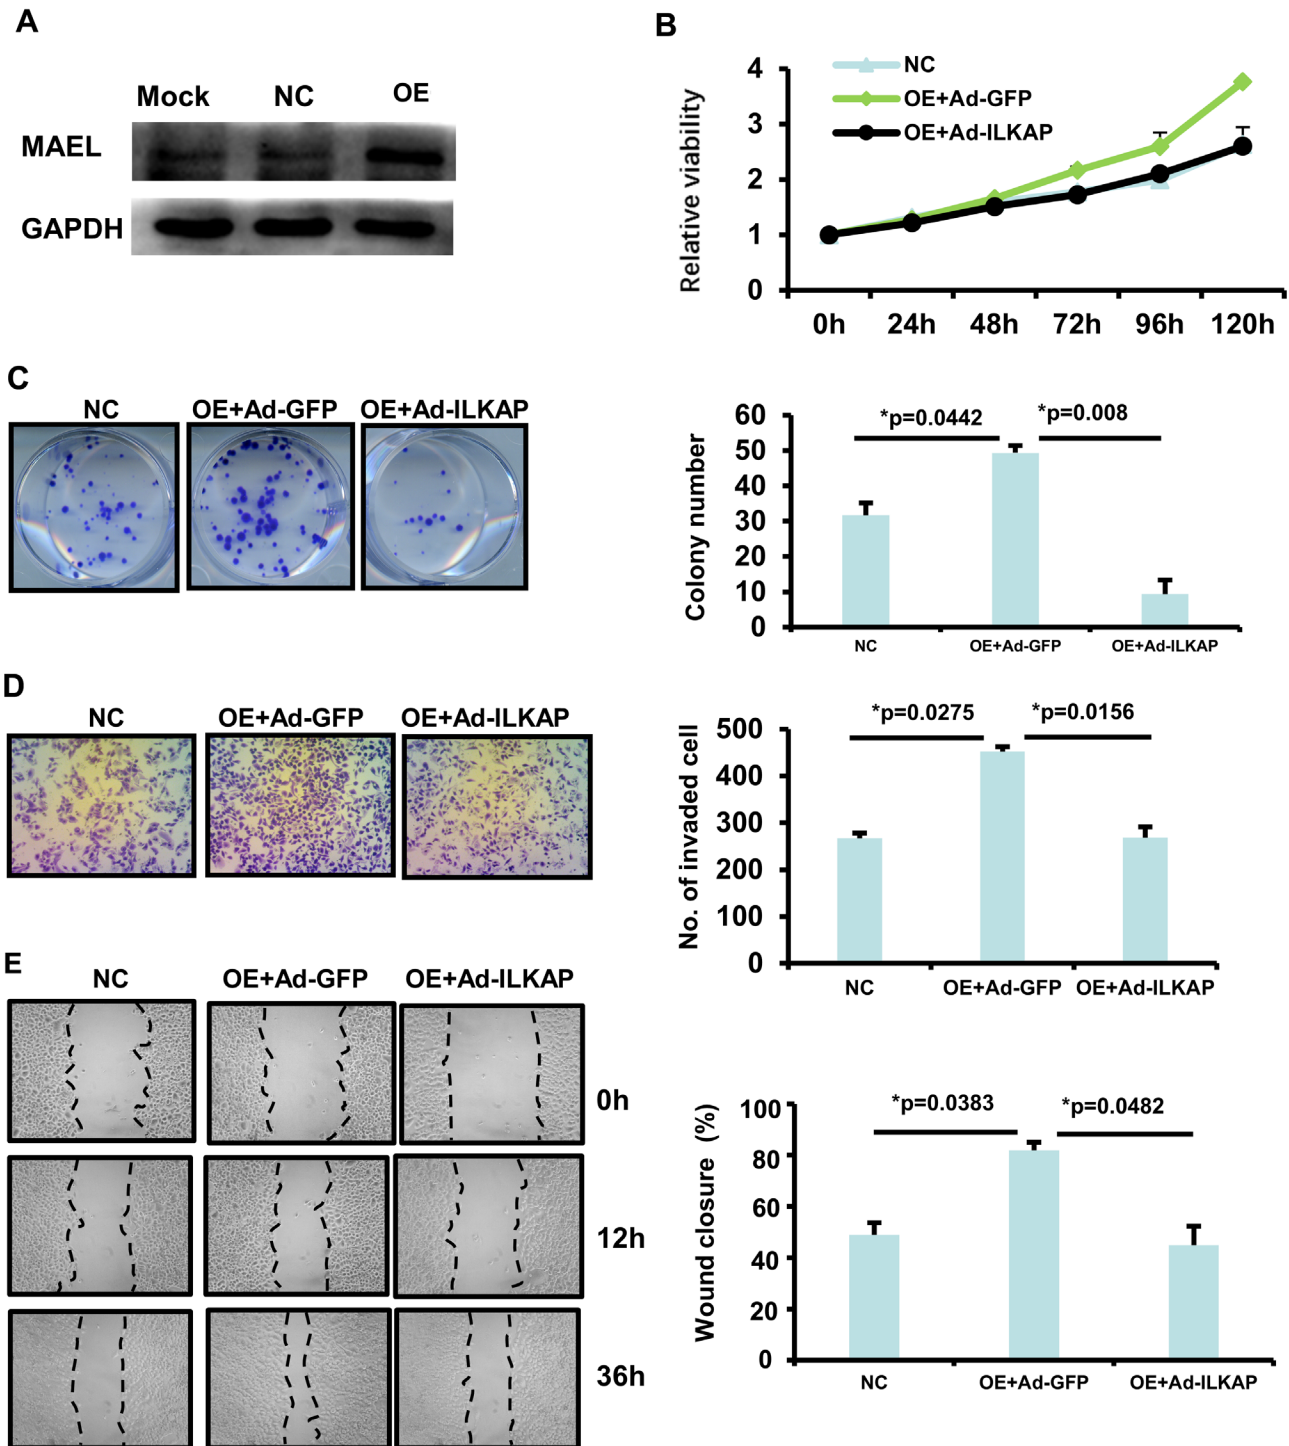 A
Mock NC OE
MAEL
GAPDH
B
Relative viability
4
3
2
1
0
NC
OE+Ad-GFP
OE+Ad-ILKAP
0h 24h 48h 72h 96h 120h
C
NC OE+Ad-GFP OE+Ad-ILKAP
Colony number
60
50
40
30
20
10
0
*p=0.0442 *p=0.008
NC OE+Ad-GFP OE+Ad-ILKAP
D
NC OE+Ad-GFP OE+Ad-ILKAP
No. of invaded cell
500
400
300
200
100
0
*p=0.0275 *p=0.0156
NC OE+Ad-GFP OE+Ad-ILKAP
E
NC OE+Ad-GFP OE+Ad-ILKAP
0h
12h
36h
Wound closure (%)
100
80
60
40
20
0
*p=0.0383 *p=0.0482
NC OE+Ad-GFP OE+Ad-ILKAP